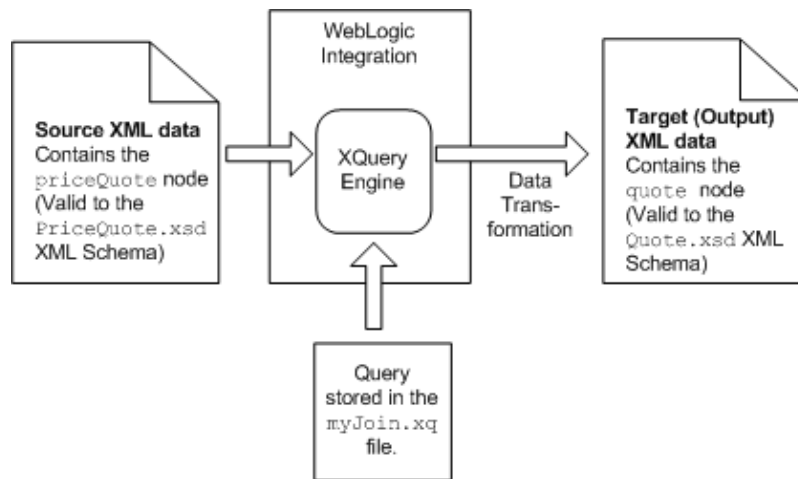 WebLogic
Integration
Source XML data
Contains the
priceQuote node
(Valid to the
PriceQuote.xsd
XML Schema)
XQuery
Engine
Data
Trans-
formation
Target (Output)
XML data
Contains the
quote node
(Valid to the
Quote.xsd XML
Schema)
Query
stored in the
myJoin.xq
file.